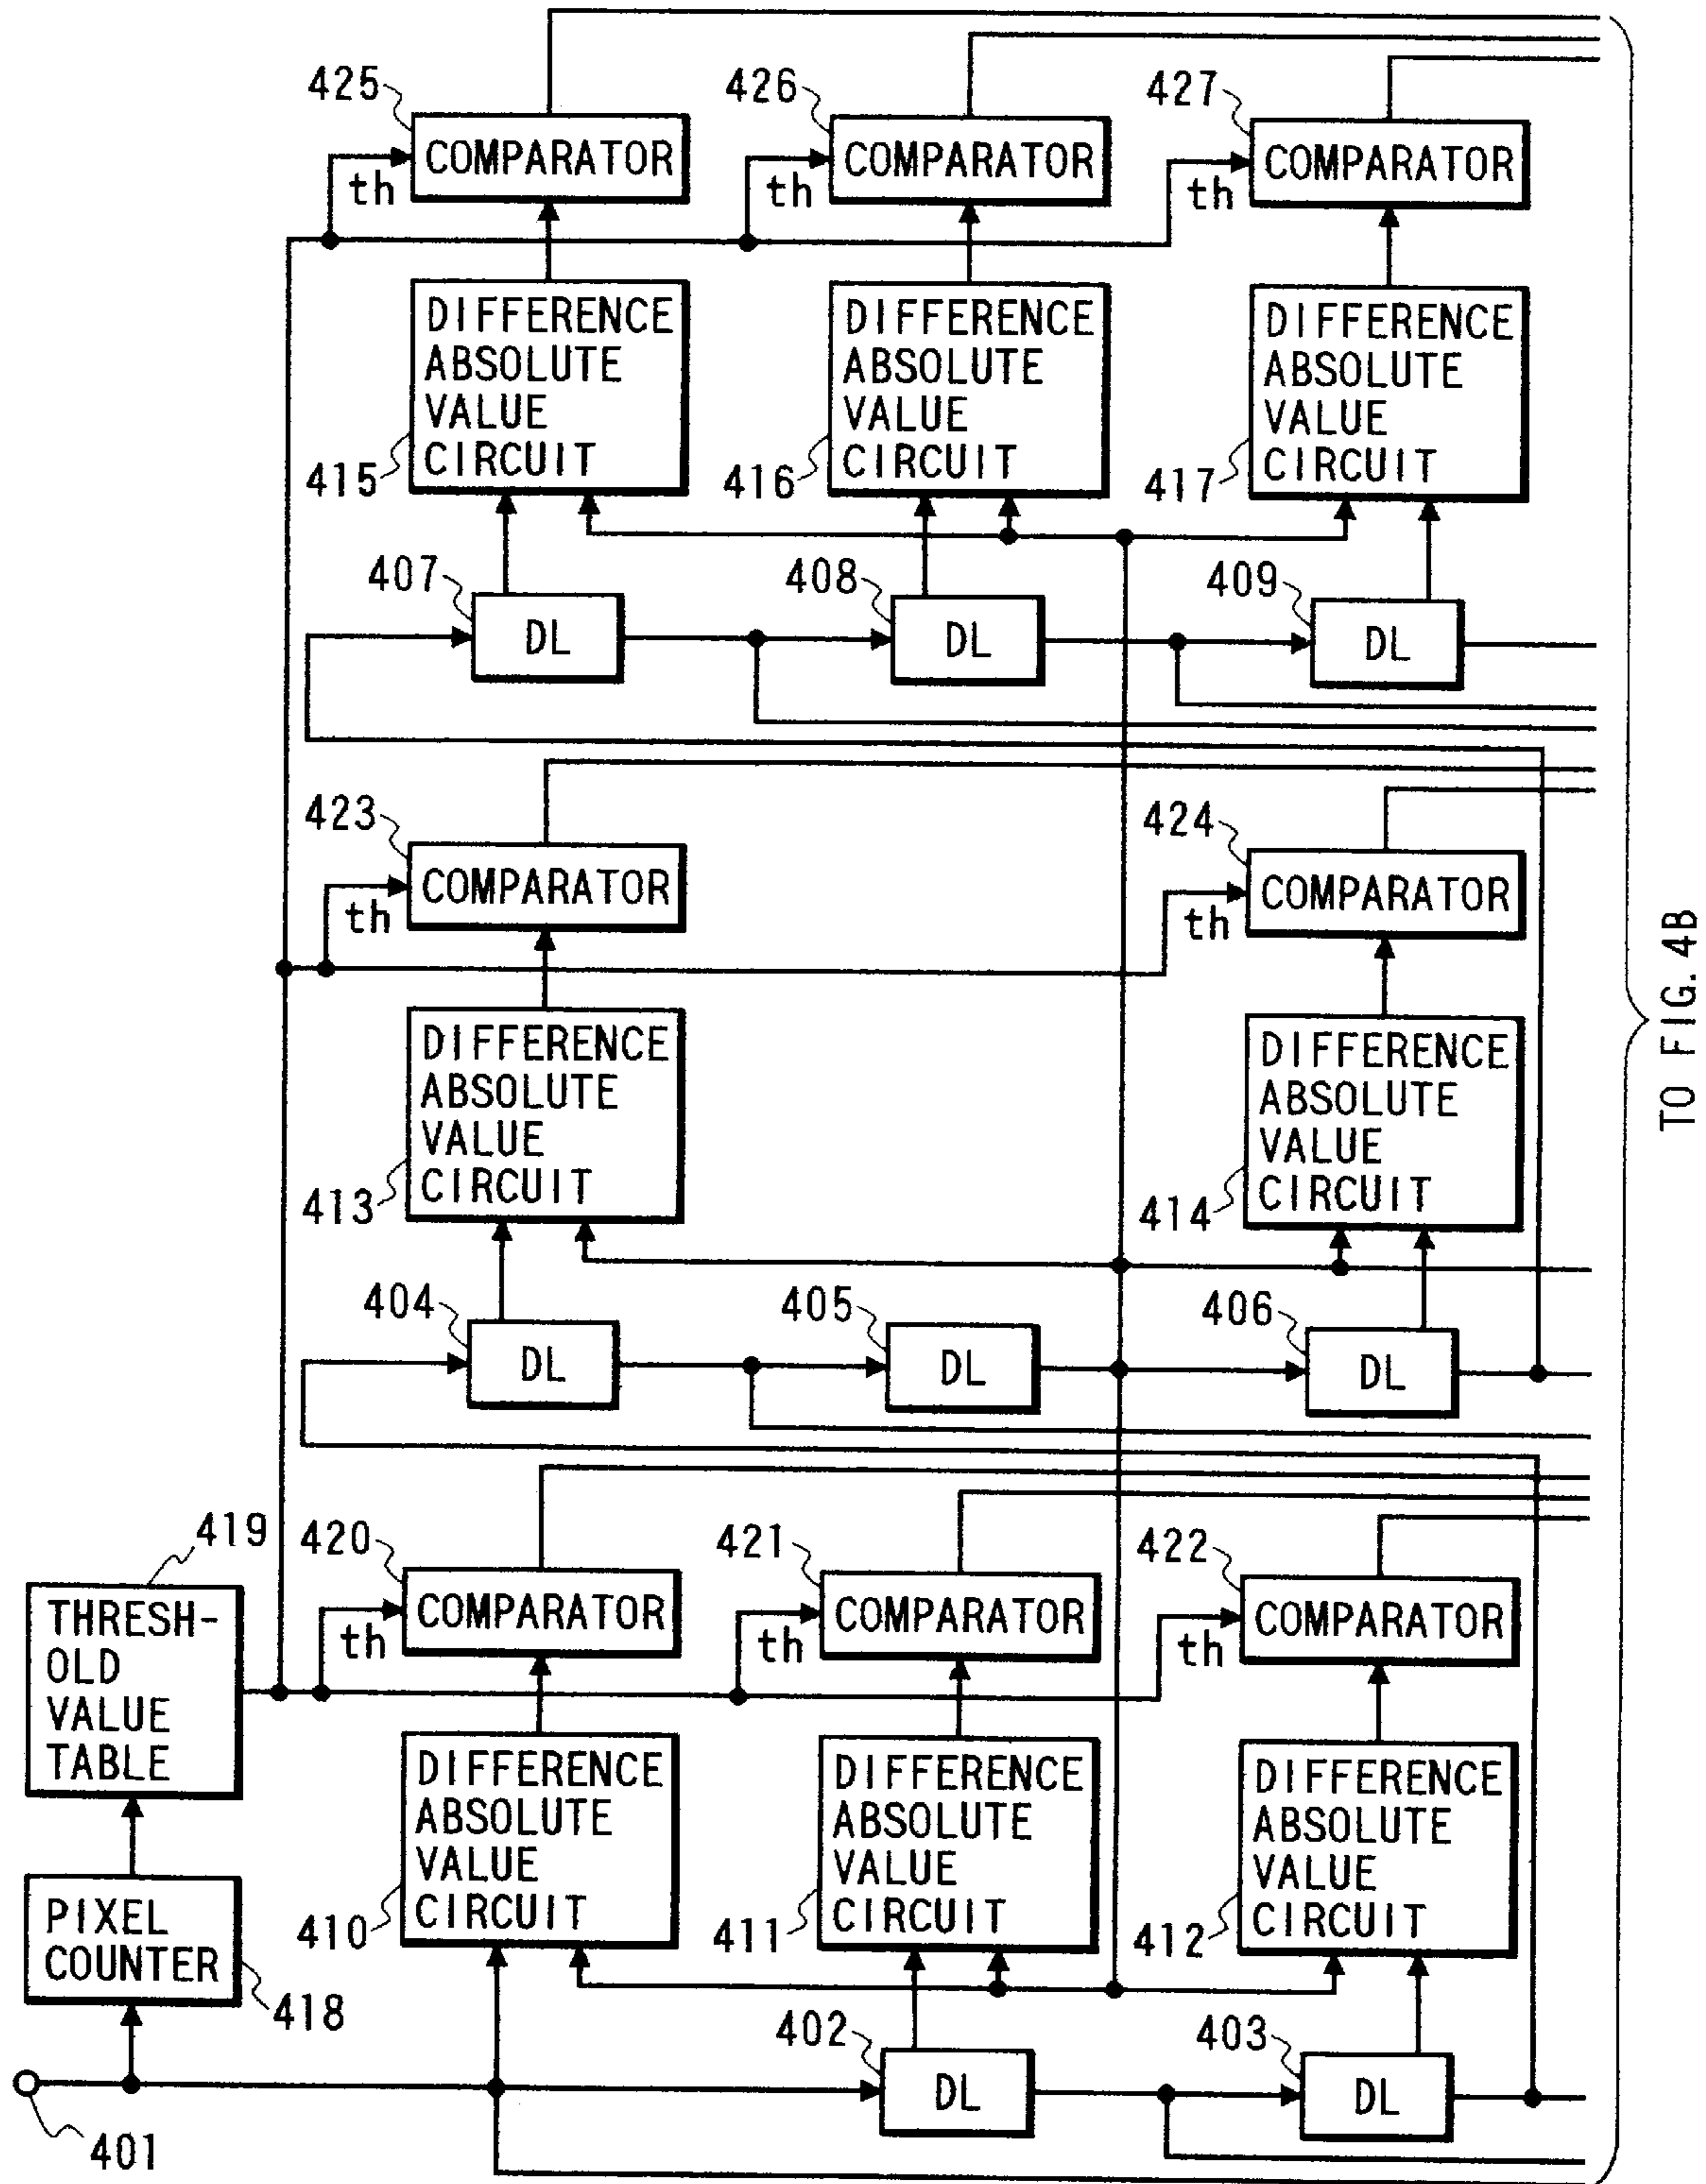 425
426
427
COMPARATOR
COMPARATOR
COMPARATOR
th
th
th
DIFFERENCE
ABSOLUTE
VALUE
CIRCUIT
DIFFERENCE
ABSOLUTE
VALUE
CIRCUIT
DIFFERENCE
ABSOLUTE
VALUE
CIRCUIT
415
416
417
407
408
409
DL
DL
DL
423
424
COMPARATOR
COMPARATOR
th
th
DIFFERENCE
ABSOLUTE
VALUE
CIRCUIT
DIFFERENCE
ABSOLUTE
VALUE
CIRCUIT
413
414
404
405
406
DL
DL
DL
TO FIG. 4B
419
420
421
422
THRESH-
OLD
VALUE
TABLE
COMPARATOR
COMPARATOR
COMPARATOR
th
th
th
DIFFERENCE
ABSOLUTE
VALUE
CIRCUIT
DIFFERENCE
ABSOLUTE
VALUE
CIRCUIT
DIFFERENCE
ABSOLUTE
VALUE
CIRCUIT
PIXEL
COUNTER
410
411
412
418
402
403
DL
DL
401